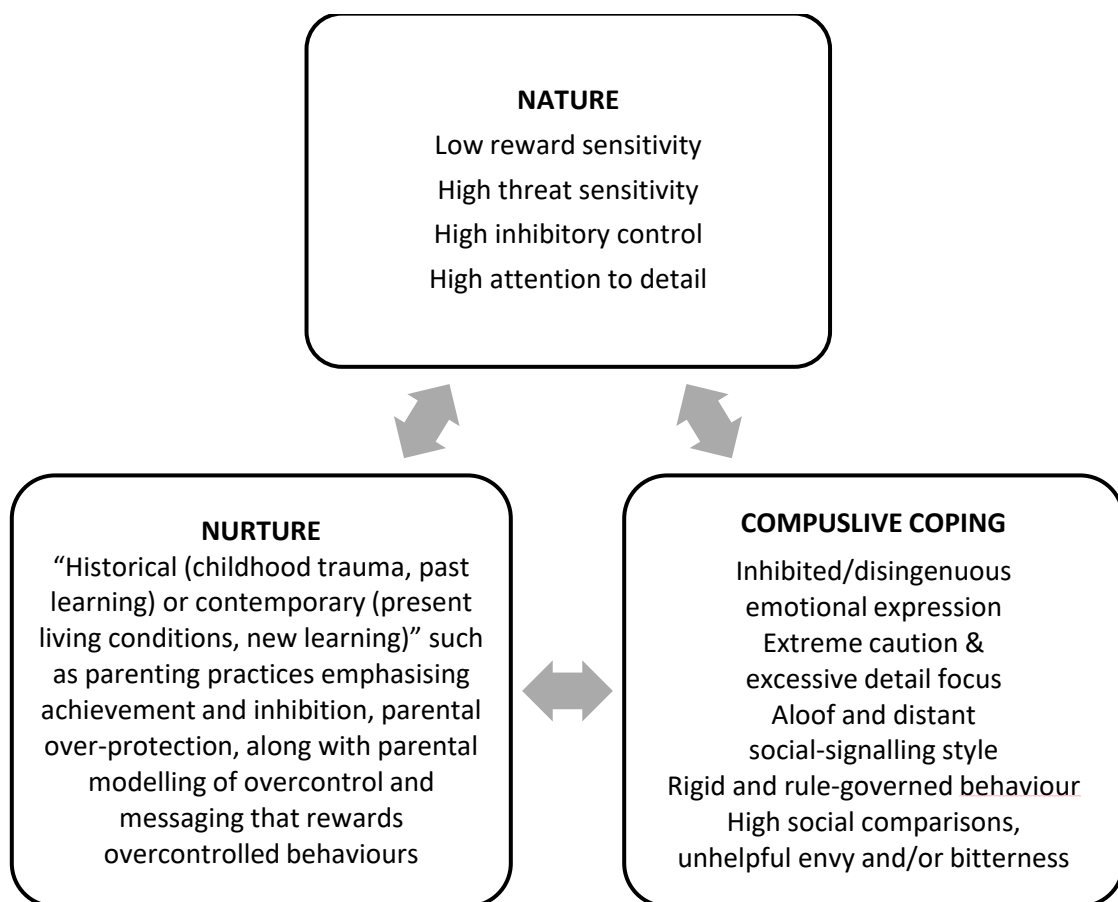 NATURE
Low reward sensitivity
High threat sensitivity
High inhibitory control
High attention to detail
NURTURE
“Historical (childhood trauma, past
learning) or contemporary (present
living conditions, new learning)” such
as parenting practices emphasising
achievement and inhibition, parental
over-protection, along with parental
modelling of overcontrol and
messaging that rewards
overcontrolled behaviours
COMPUSLIVE COPING
Inhibited/disingenuous
emotional expression
Extreme caution &
excessive detail focus
Aloof and distant
social-signalling style
Rigid and rule-governed behaviour
High social comparisons,
unhelpful envy and/or bitterness